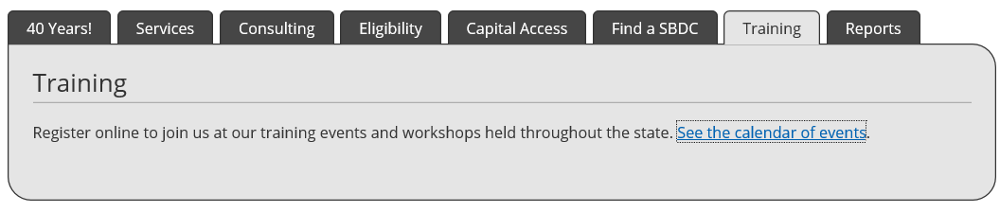 40 Years! Services Consulting Eligibility Capital Access Find a SBDC Training Reports
Training
Register online to join us at our training events and workshops held throughout the state. See the calendar of events.